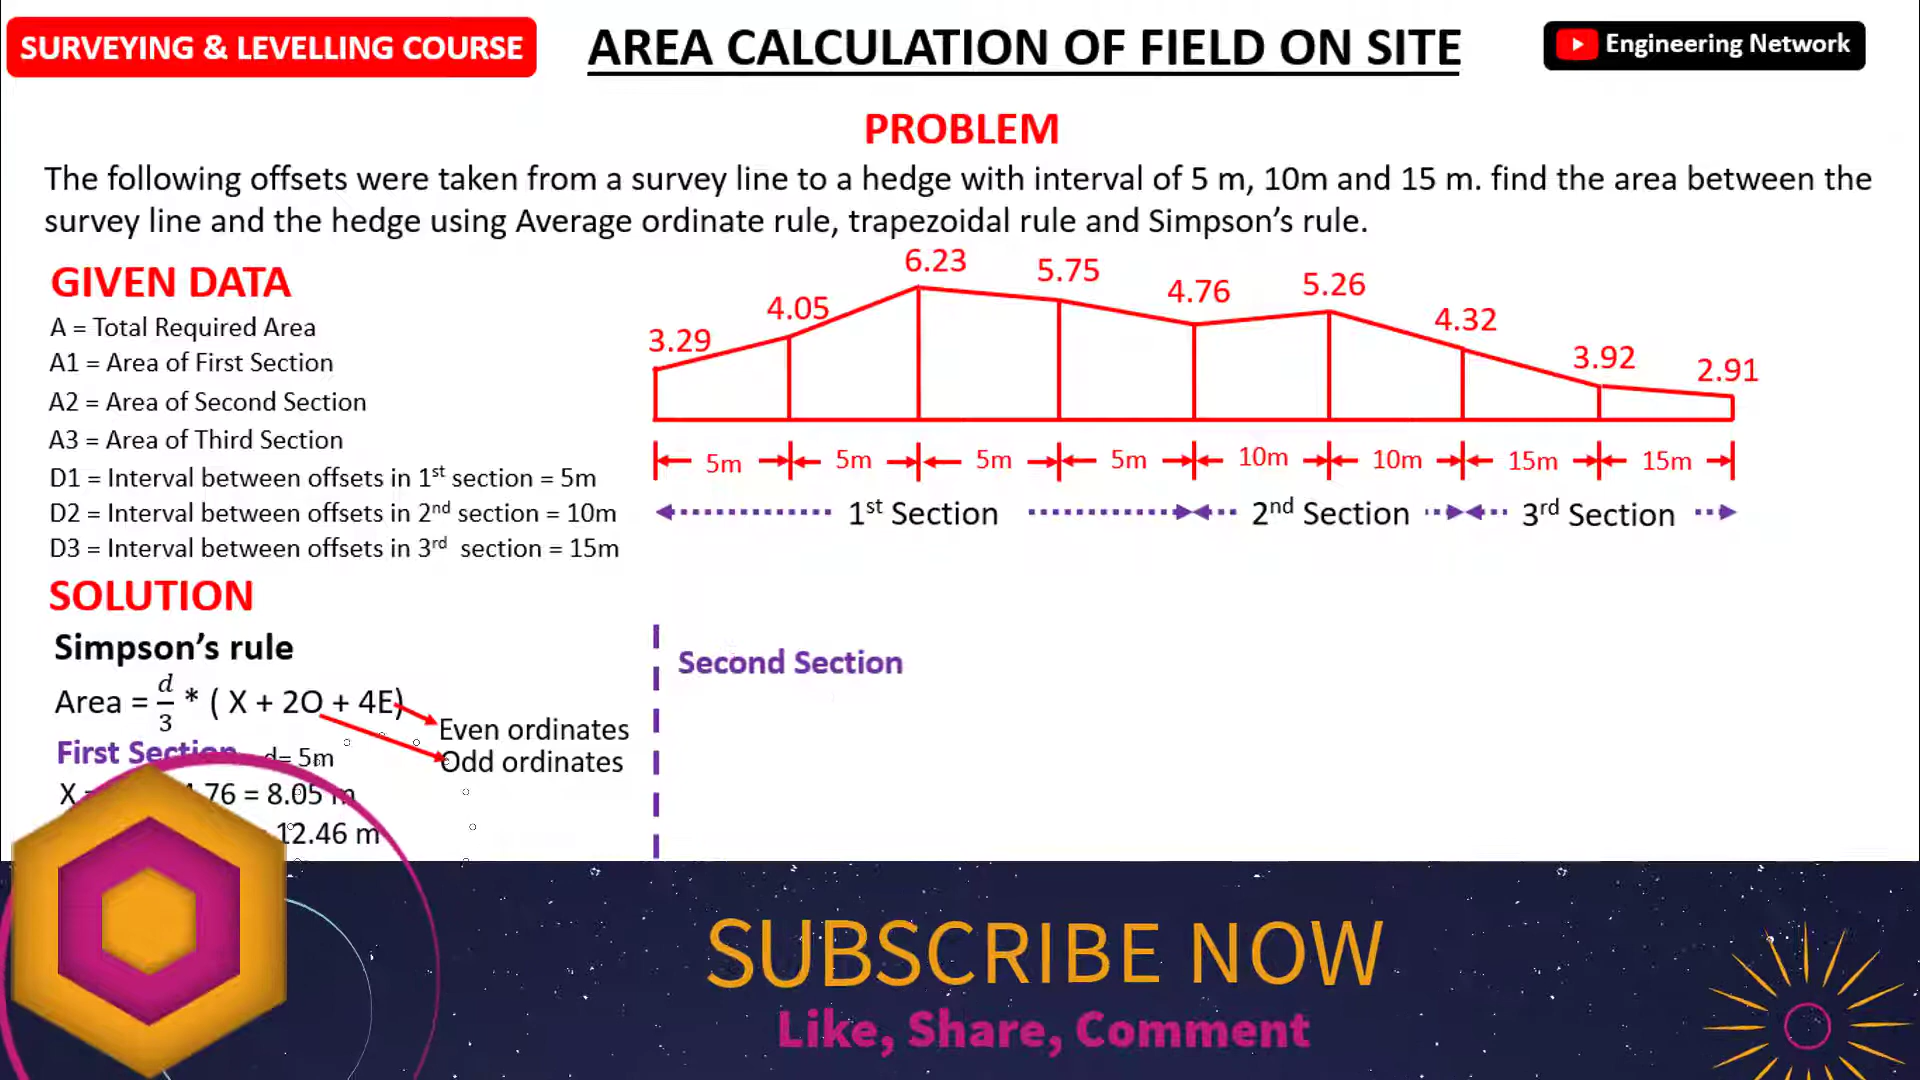 SURVEYING & LEVELLING COURSE
AREA CALCULATION OF FIELD ON SITE
Engineering Network
PROBLEM
The following offsets were taken from a survey line to a hedge with interval of 5 m, 10m and 15 m. find the area between the
survey line and the hedge using Average ordinate rule, trapezoidal rule and Simpson's rule.
GIVEN DATA
A = Total Required Area
A1 = Area of First Section
A2 = Area of Second Section
A3 = Area of Third Section
D1 = Interval between offsets in 1st section = 5m
D2 = Interval between offsets in 2nd section = 10m
D3 = Interval between offsets in 3rd section = 15m
3.29 4.05 6.23 5.75 4.76 5.26 4.32 3.92 2.91
5m 5m 5m 5m 10m 10m 15m 15m
1st Section 2nd Section 3rd Section
SOLUTION
Simpson's rule
Area = d/3 * ( X + 2O + 4E)
Even ordinates
Odd ordinates
First Section d= 5m
X = .76 = 8.05 m
12.46 m
Second Section
SUBSCRIBE NOW
Like, Share, Comment